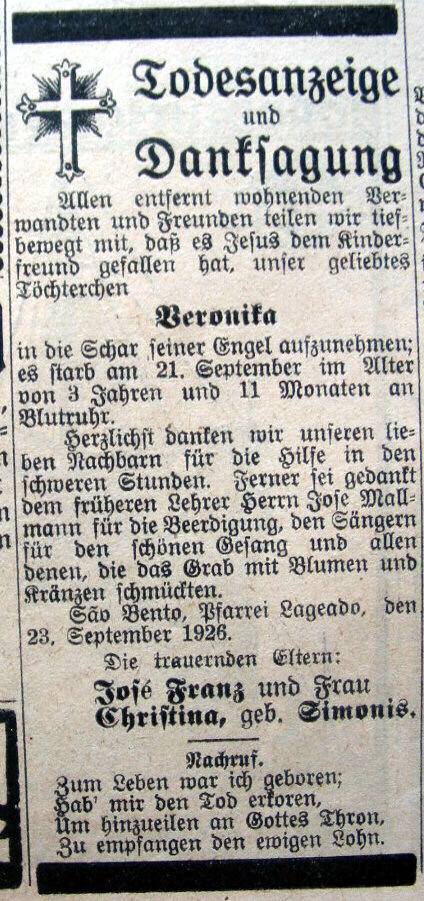 Todesanzeige
und
Danksagung
Allen entfernt wohnenden Ver-
wandten und Freunden teilen wir tief-
bewegt mit, daß es Jesus dem Kinder-
freund gefallen hat, unser geliebtes
Töchterchen
Veronika
in die Schar seiner Engel aufzunehmen;
es starb am 21. September im Alter
von 3 Jahren und 11 Monaten an
Blutruhr.
Herzlichst danken wir unseren lie-
ben Nachbarn für die Hilfe in den
schweren Stunden. Ferner sei gedankt
dem früheren Lehrer Herrn Jose Mall-
mann für die Beerdigung, den Sängern
für den schönen Gesang und allen
denen, die das Grab mit Blumen und
Kränzen schmückten.
São Bento, Pfarrei Lageado, den
23. September 1926.
Die trauernden Eltern:
José Franz und Frau
Christina, geb. Simonis.
Nachruf.
Zum Leben war ich geboren;
Hab' mir den Tod erkoren,
Um hinzueilen an Gottes Thron,
Zu empfangen den ewigen Lohn.